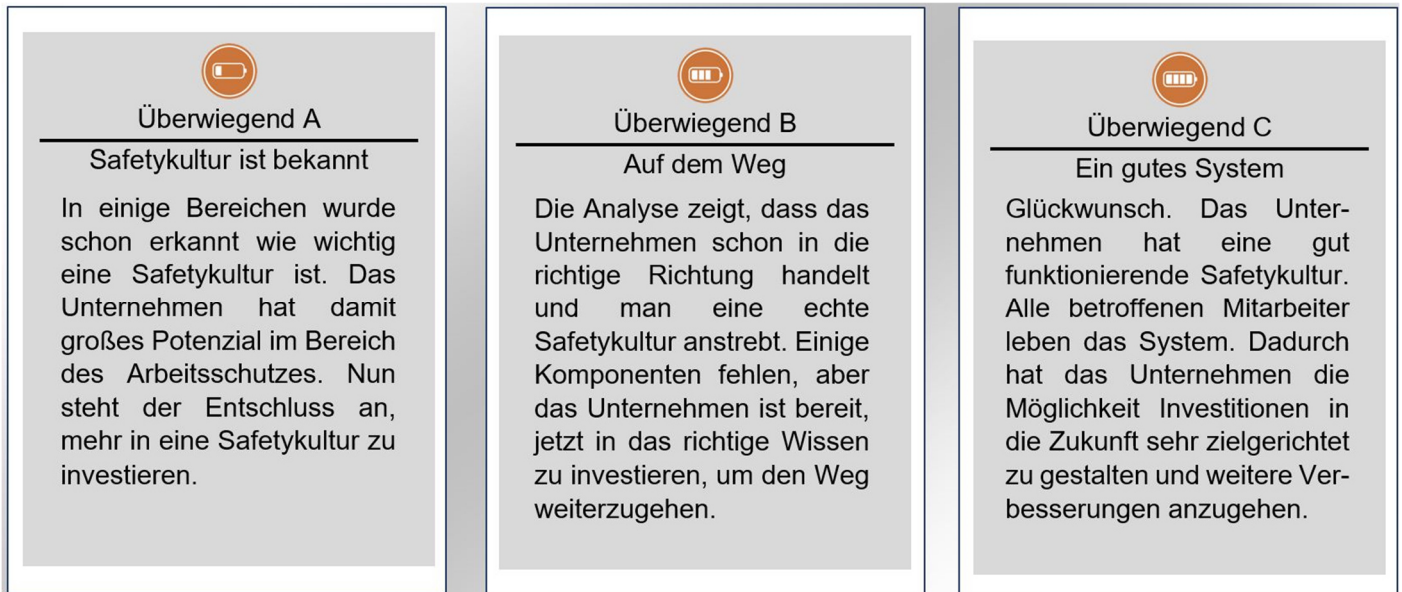 Überwiegend A
Safetykultur ist bekannt
In einige Bereichen wurde
schon erkannt wie wichtig
eine Safetykultur ist. Das
Unternehmen hat damit
großes Potenzial im Bereich
des Arbeitsschutzes. Nun
steht der Entschluss an,
mehr in eine Safetykultur zu
investieren.
Überwiegend B
Auf dem Weg
Die Analyse zeigt, dass das
Unternehmen schon in die
richtige Richtung handelt
und man eine echte
Safetykultur anstrebt. Einige
Komponenten fehlen, aber
das Unternehmen ist bereit,
jetzt in das richtige Wissen
zu investieren, um den Weg
weiterzugehen.
Überwiegend C
Ein gutes System
Glückwunsch. Das Unter-
nehmen hat eine gut
funktionierende Safetykultur.
Alle betroffenen Mitarbeiter
leben das System. Dadurch
hat das Unternehmen die
Möglichkeit Investitionen in
die Zukunft sehr zielgerichtet
zu gestalten und weitere Ver-
besserungen anzugehen.